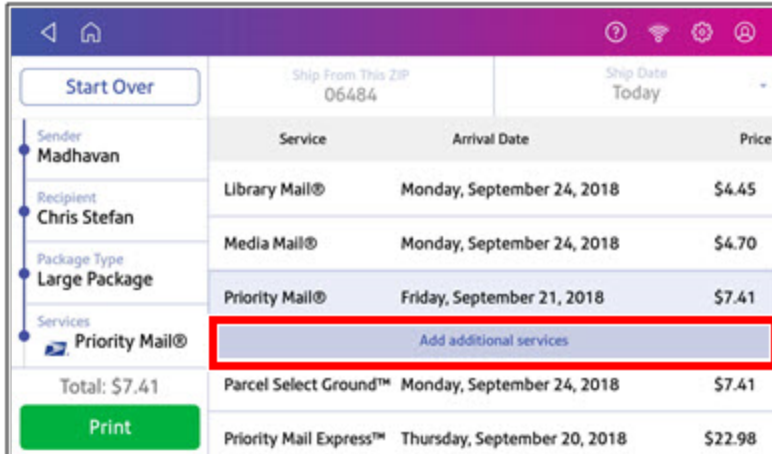 Start Over
Sender
Madhavan
Recipient
Chris Stefan
Package Type
Large Package
Services
Priority Mail®
Total: $7.41
Print
Ship From This ZIP
06484
Ship Date
Today
Service Arrival Date Price
Library Mail® Monday, September 24, 2018 $4.45
Media Mail® Monday, September 24, 2018 $4.70
Priority Mail® Friday, September 21, 2018 $7.41
Add additional services
Parcel Select Ground™ Monday, September 24, 2018 $7.41
Priority Mail Express™ Thursday, September 20, 2018 $22.98